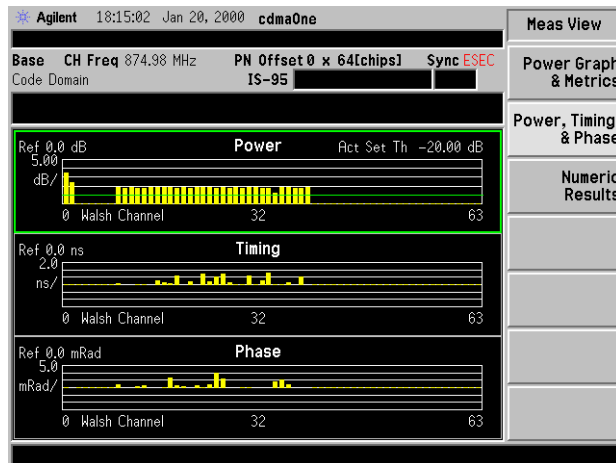 Agilent 18:15:02 Jan 20, 2000 cdmaOne
Meas View
Base CH Freq 874.98 MHz PN Offset 0 x 64[chips] Sync ESEC
Code Domain IS-95
Power Graph
& Metrics
Power, Timing
& Phase
Numeric
Results
Ref 0.0 dB Power Act Set Th -20.00 dB
5.00
dB/
0 Walsh Channel 32 63
Ref 0.0 ns Timing
2.0
ns/
0 Walsh Channel 32 63
Ref 0.0 mRad Phase
5.0
mRad/
0 Walsh Channel 32 63